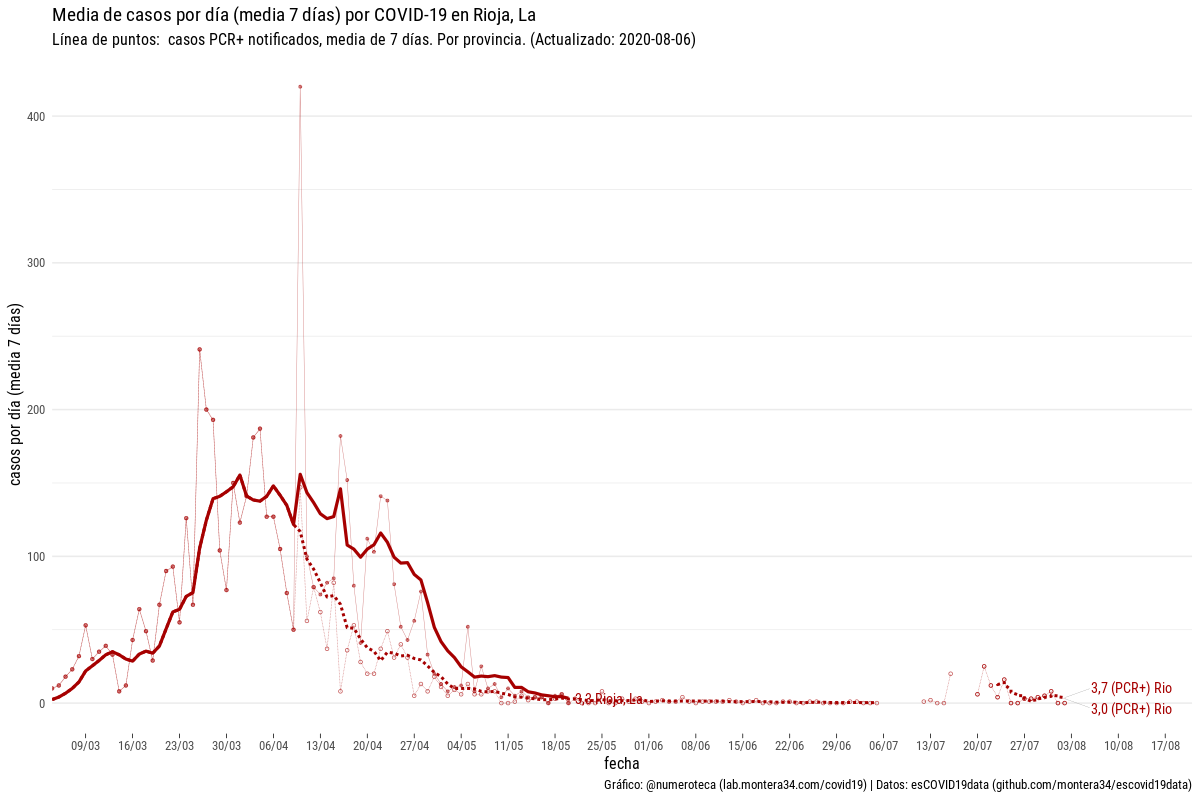 Media de casos por día (media 7 días) por COVID-19 en Rioja, La
Línea de puntos:  casos PCR+ notificados, media de 7 días. Por provincia. (Actualizado: 2020-08-06)
casos por día (media 7 días)
400
300
200
100
0
3,3 Rioja, La
3,7 (PCR+) Rio
3,0 (PCR+) Rio
09/03 16/03 23/03 30/03 06/04 13/04 20/04 27/04 04/05 11/05 18/05 25/05 01/06 08/06 15/06 22/06 29/06 06/07 13/07 20/07 27/07 03/08 10/08 17/08
fecha
Gráfico: @numeroteca (lab.montera34.com/covid19) | Datos: esCOVID19data (github.com/montera34/escovid19data)